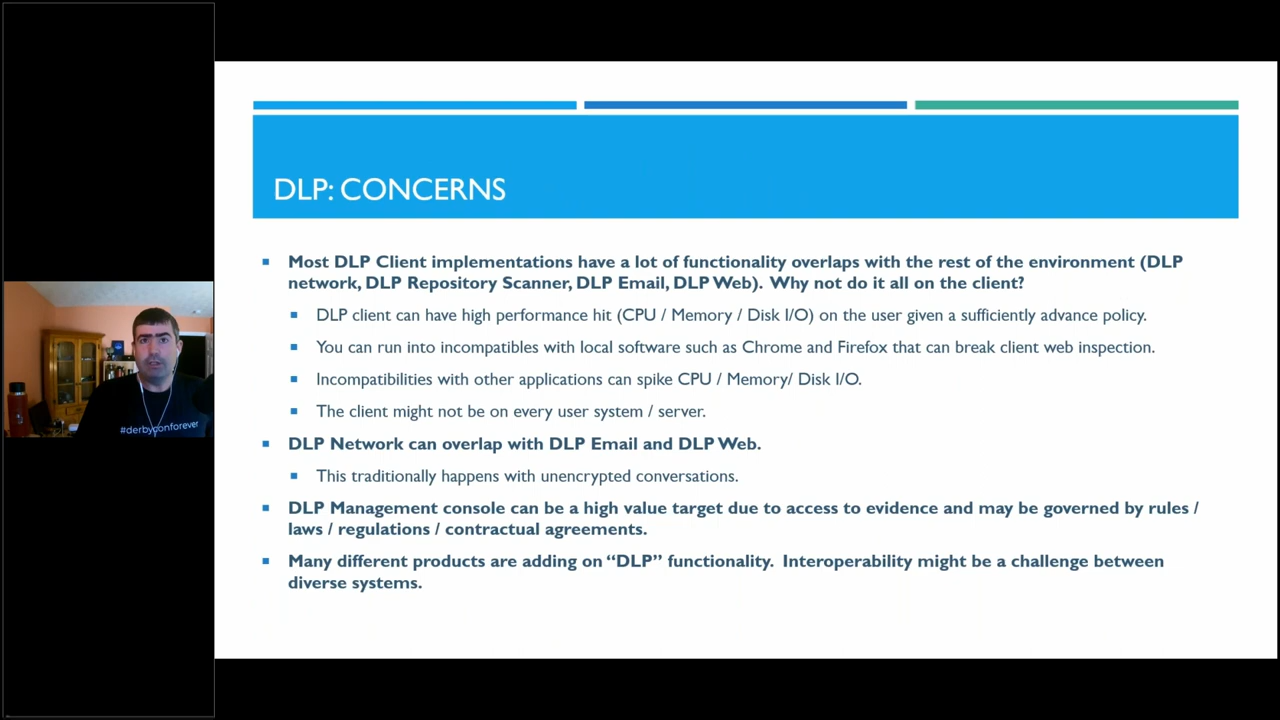 DLP: CONCERNS
Most DLP Client implementations have a lot of functionality overlaps with the rest of the environment (DLP
network, DLP Repository Scanner, DLP Email, DLP Web). Why not do it all on the client?
DLP client can have high performance hit (CPU / Memory / Disk I/O) on the user given a sufficiently advance policy.
You can run into incompatibles with local software such as Chrome and Firefox that can break client web inspection.
Incompatibilities with other applications can spike CPU / Memory/ Disk I/O.
The client might not be on every user system / server.
DLP Network can overlap with DLP Email and DLP Web.
This traditionally happens with unencrypted conversations.
DLP Management console can be a high value target due to access to evidence and may be governed by rules /
laws / regulations / contractual agreements.
Many different products are adding on “DLP” functionality. Interoperability might be a challenge between
diverse systems.
#derbyconforever